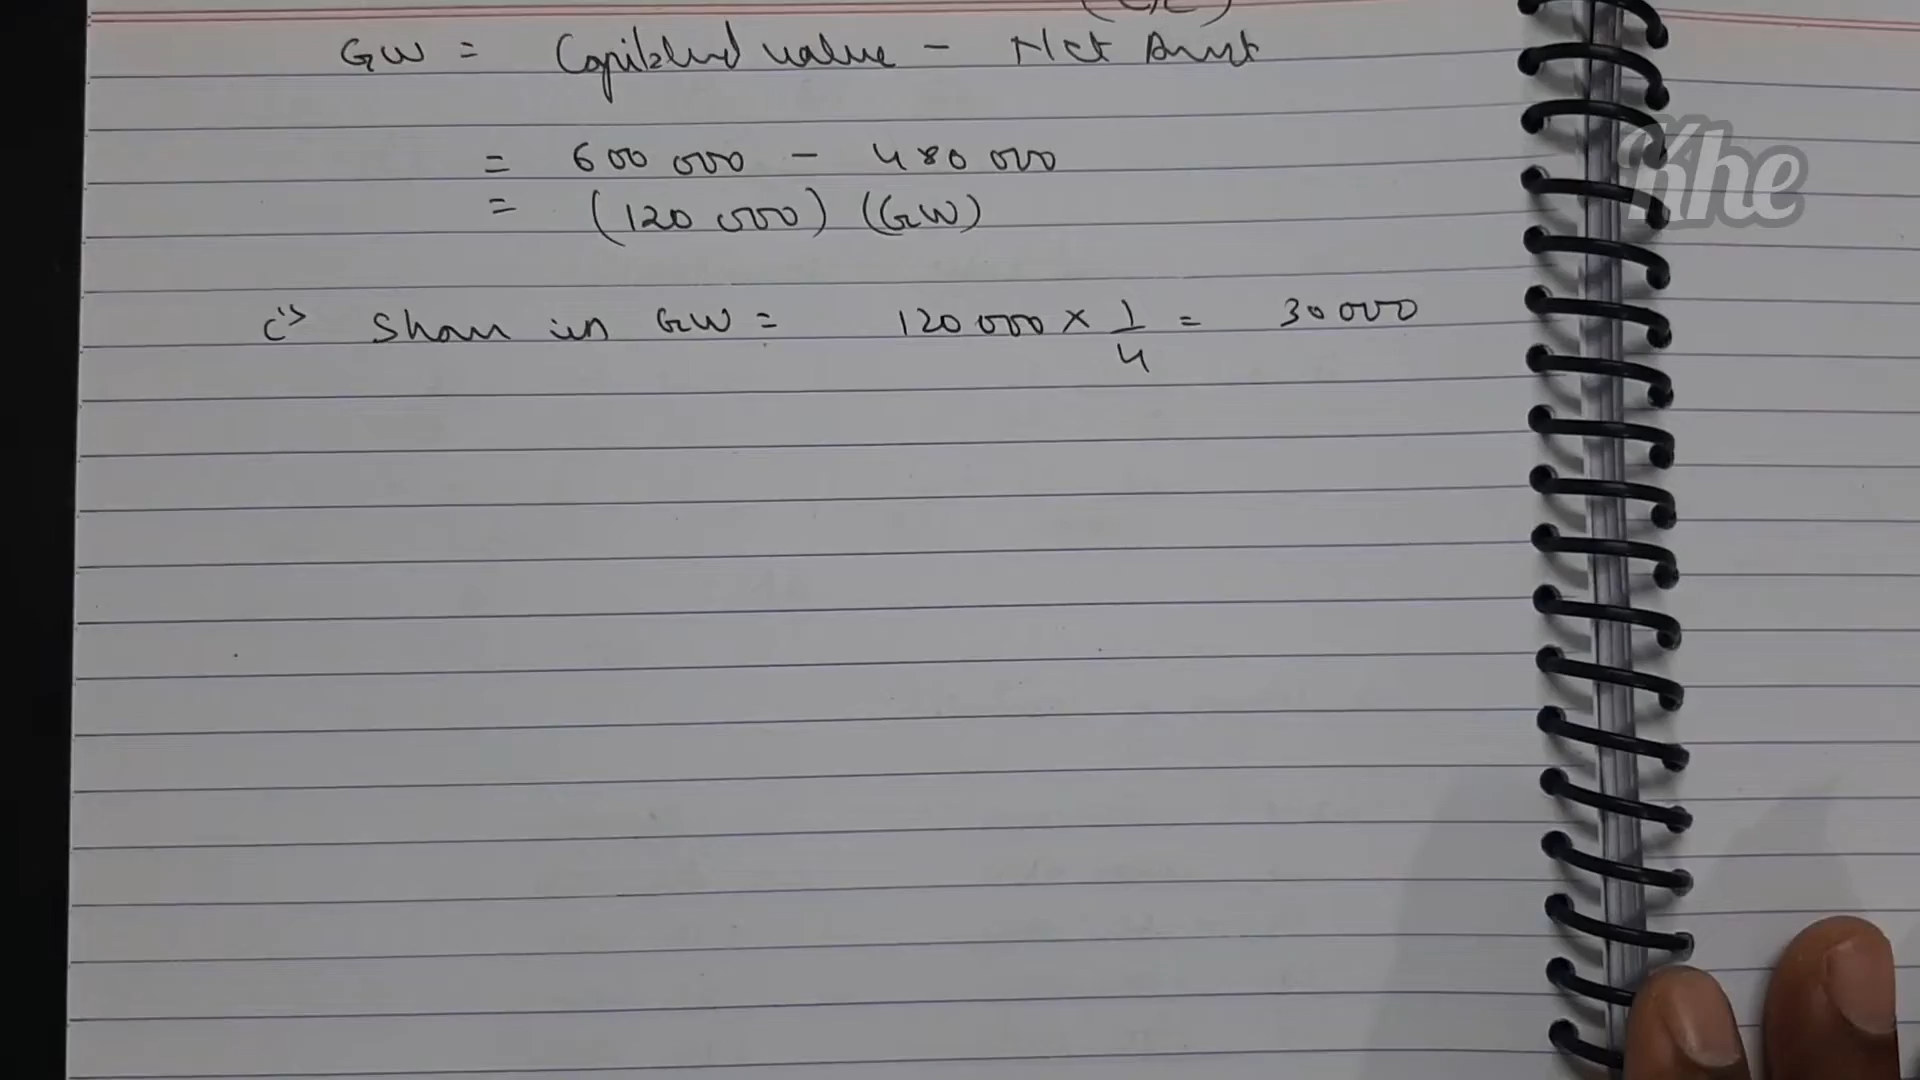 GW = Capitalised value - Net Asset
= 600 000 - 480 000
= (120 000) (GW)
C's Share in GW = 120 000 x 1/4 = 30 000
Khe